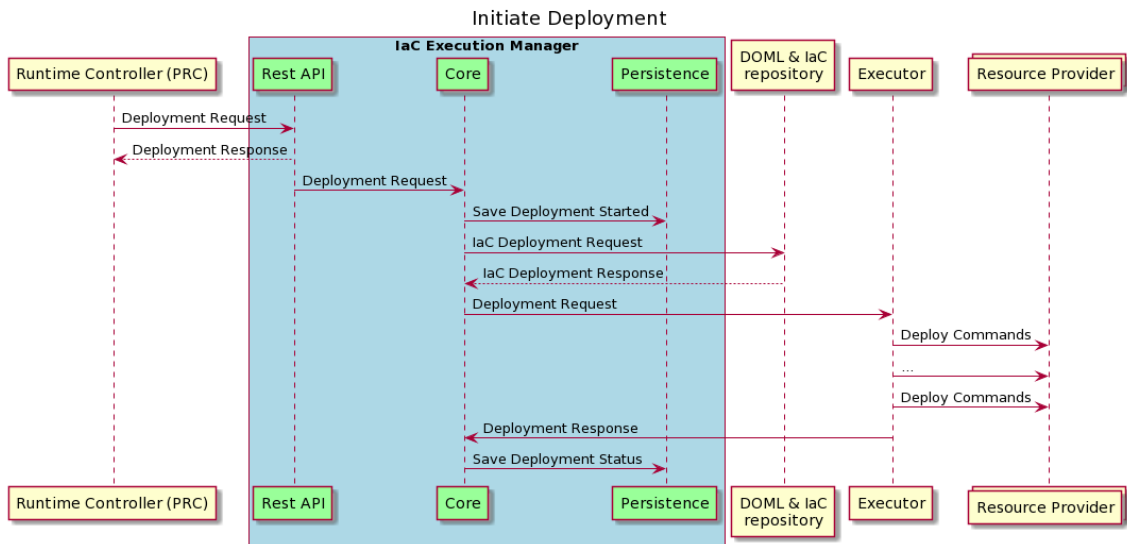 Initiate Deployment
IaC Execution Manager
Runtime Controller (PRC)
Rest API
Core
Persistence
DOML & IaC
repository
Executor
Resource Provider
Deployment Request
Deployment Response
Deployment Request
Save Deployment Started
IaC Deployment Request
IaC Deployment Response
Deployment Request
Deploy Commands
...
Deploy Commands
Deployment Response
Save Deployment Status
Runtime Controller (PRC)
Rest API
Core
Persistence
DOML & IaC
repository
Executor
Resource Provider